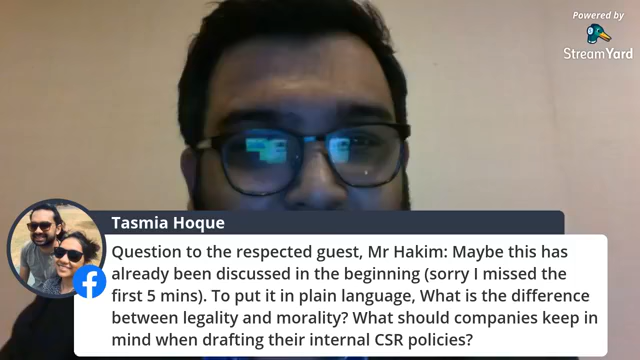 Powered by
StreamYard
Tasmia Hoque
Question to the respected guest, Mr Hakim: Maybe this has
already been discussed in the beginning (sorry I missed the
first 5 mins). To put it in plain language, What is the difference
between legality and morality? What should companies keep in
mind when drafting their internal CSR policies?